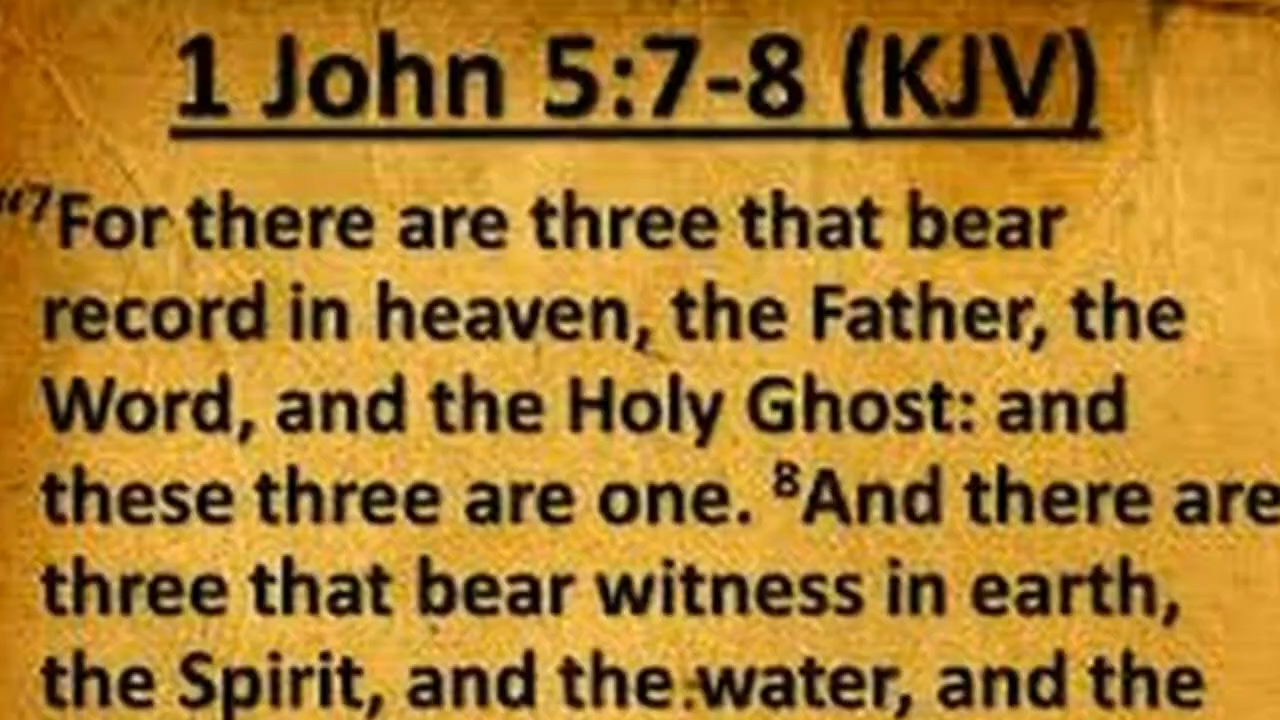 1 John 5:7-8 (KJV)
“⁷For there are three that bear
record in heaven, the Father, the
Word, and the Holy Ghost: and
these three are one. ⁸And there are
three that bear witness in earth,
the Spirit, and the water, and the